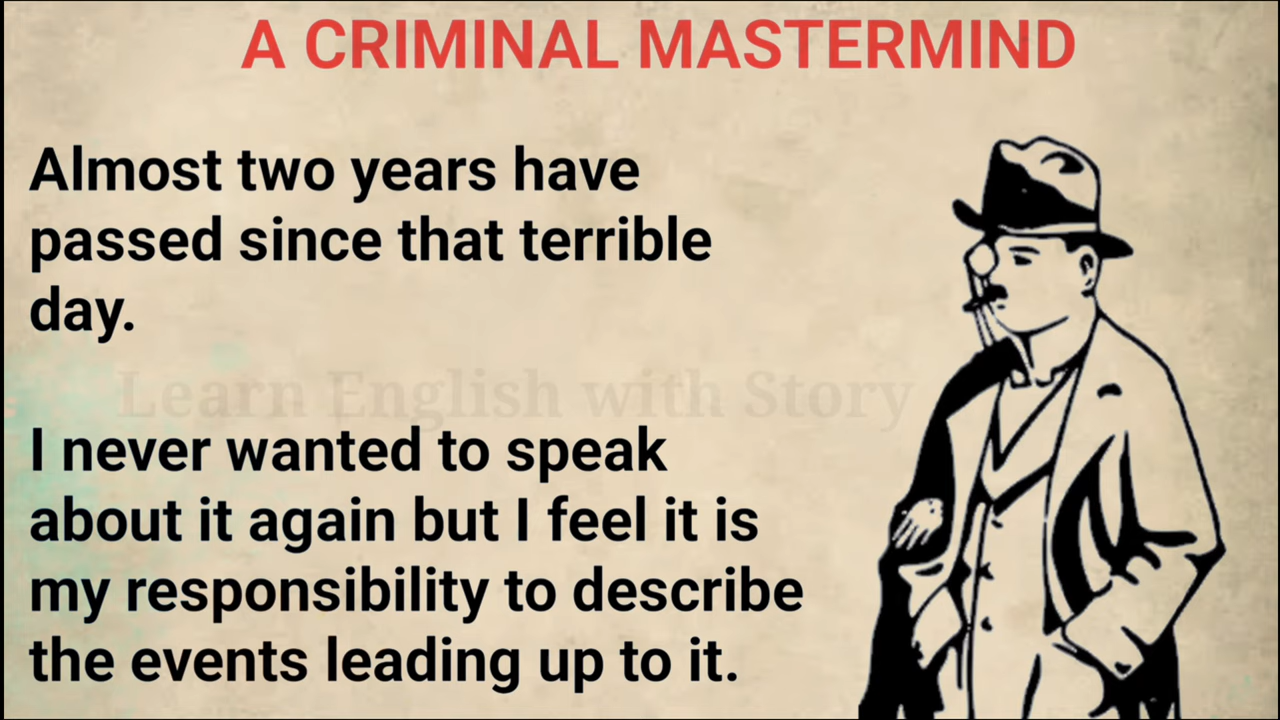 A CRIMINAL MASTERMIND
Almost two years have
passed since that terrible
day.
Learn English with Story
I never wanted to speak
about it again but I feel it is
my responsibility to describe
the events leading up to it.